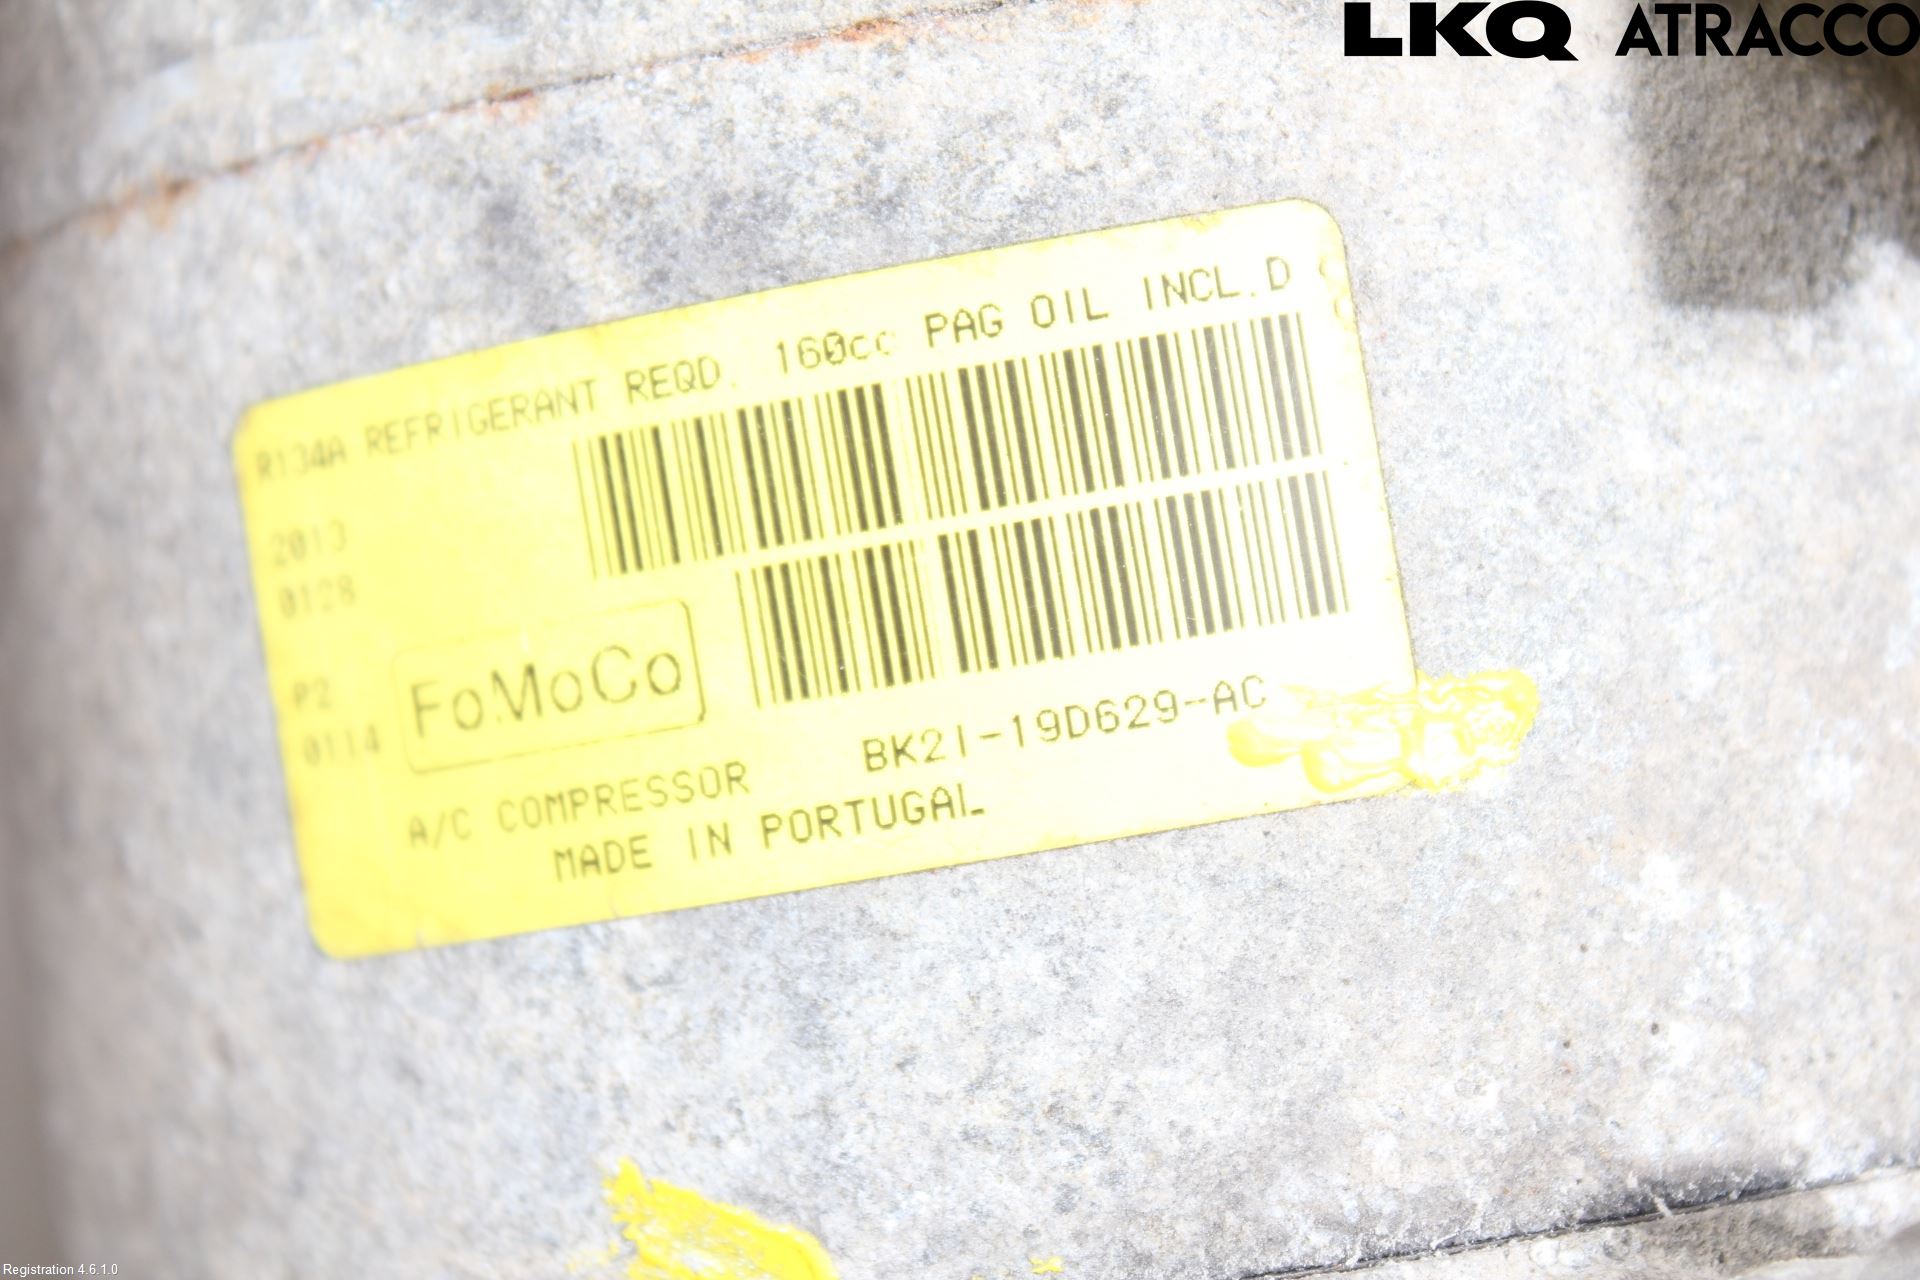 LKQ ATRACCO
R134A REFRIGERANT REQD. 160cc PAG OIL INCL.D
2013
0128
P2
0114
FoMoCo
BK21-19D629-AC
A/C COMPRESSOR
MADE IN PORTUGAL
Registration 4.6.1.0